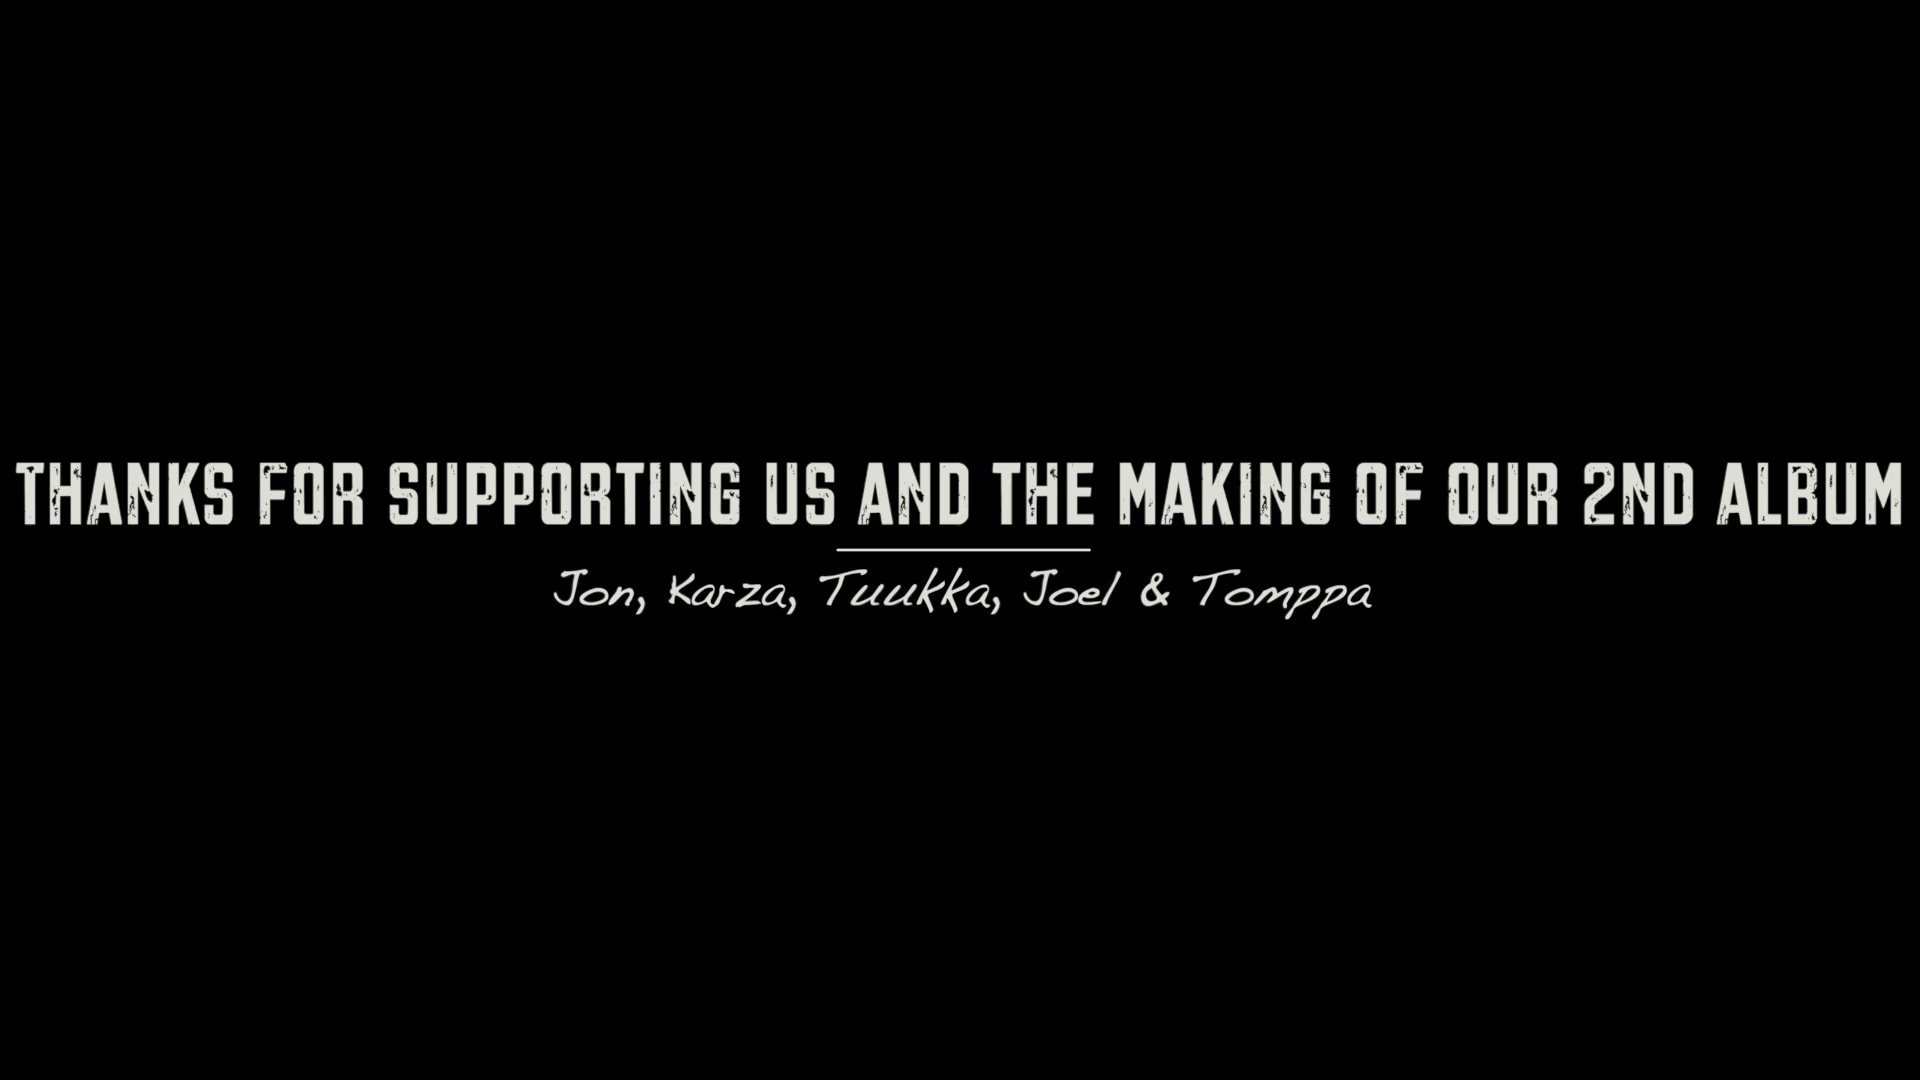 THANKS FOR SUPPORTING US AND THE MAKING OF OUR 2ND ALBUM
Jon, Karza, Tuukka, Joel & Tomppa